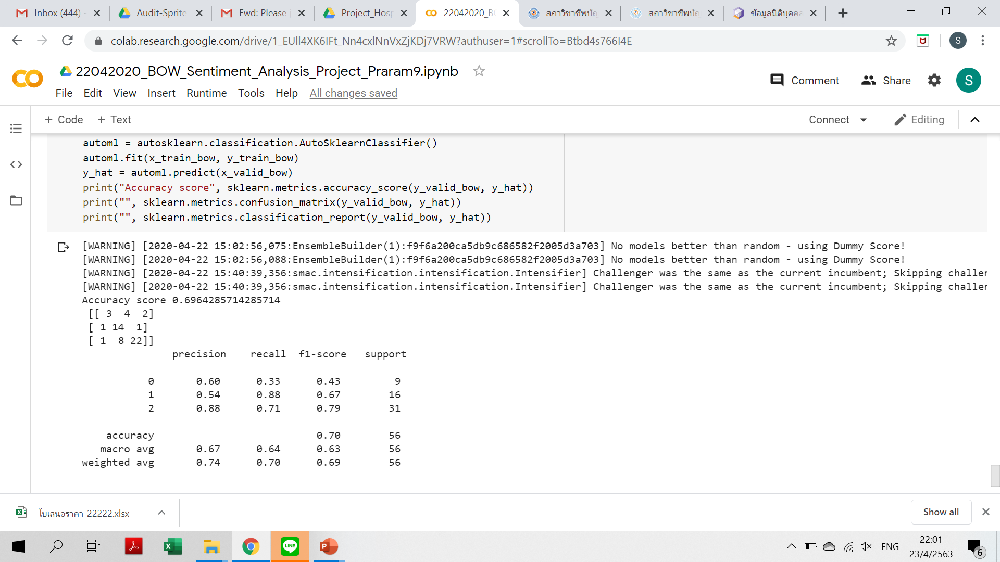 Inbox (444) -
Audit-Sprite
Fwd: Please j
Project_Hosp
22042020_BO
สภาวิชาชีพบัญ
สภาวิชาชีพบัญ
ข้อมูลนิติบุคคล
colab.research.google.com/drive/1_EUll4XK6IFt_Nn4cxlNnVxZjKDj7VRW?authuser=1#scrollTo=Btbd4s766I4E
S
22042020_BOW_Sentiment_Analysis_Project_Praram9.ipynb
Comment
Share
S
File Edit View Insert Runtime Tools Help All changes saved
+ Code + Text
Connect
Editing
automl = autosklearn.classification.AutoSklearnClassifier()
automl.fit(x_train_bow, y_train_bow)
y_hat = automl.predict(x_valid_bow)
print("Accuracy score", sklearn.metrics.accuracy_score(y_valid_bow, y_hat))
print("", sklearn.metrics.confusion_matrix(y_valid_bow, y_hat))
print("", sklearn.metrics.classification_report(y_valid_bow, y_hat))
[WARNING] [2020-04-22 15:02:56,075:EnsembleBuilder(1):f9f6a200ca5db9c686582f2005d3a703] No models better than random - using Dummy Score!
[WARNING] [2020-04-22 15:02:56,088:EnsembleBuilder(1):f9f6a200ca5db9c686582f2005d3a703] No models better than random - using Dummy Score!
[WARNING] [2020-04-22 15:40:39,356:smac.intensification.intensification.Intensifier] Challenger was the same as the current incumbent; Skipping challer
[WARNING] [2020-04-22 15:40:39,356:smac.intensification.intensification.Intensifier] Challenger was the same as the current incumbent; Skipping challer
Accuracy score 0.6964285714285714
[[ 3 4 2]
[ 1 14 1]
[ 1 8 22]]
precision recall f1-score support
0 0.60 0.33 0.43 9
1 0.54 0.88 0.67 16
2 0.88 0.71 0.79 31
accuracy 0.70 56
macro avg 0.67 0.64 0.63 56
weighted avg 0.74 0.70 0.69 56
ใบเสนอราคา-22222.xlsx
Show all
LINE
ENG
22:01
23/4/2563
6